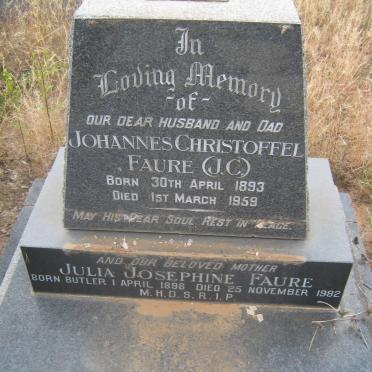 In
Loving Memory
-of-
OUR DEAR HUSBAND AND DAD
JOHANNES CHRISTOFFEL
FAURE (J.C.)
BORN 30TH APRIL 1893
DIED 1ST MARCH 1959
MAY HIS DEAR SOUL REST IN PEACE.
AND OUR BELOVED MOTHER
JULIA JOSEPHINE FAURE
BORN BUTLER 1 APRIL 1898 DIED 25 NOVEMBER 1982
M.H.D.S.R.I.P.